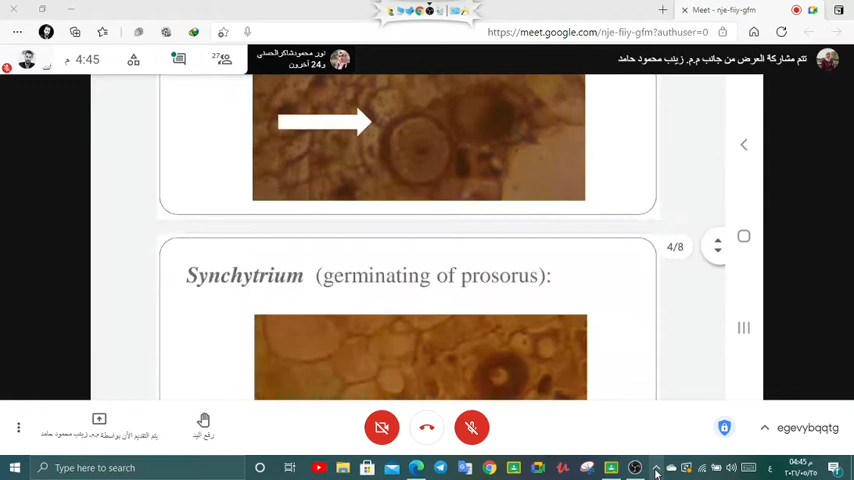 Meet - nje-fiiy-gfm
https://meet.google.com/nje-fiiy-gfm?authuser=0
أنت
4:45 م
27
نور محمودشاكرالحسني
و24 آخرون
تتم مشاركة العرض من جانب م.م. زينب محمود حامد
4/8
Synchytrium (germinating of prosorus):
يتم التقديم الآن بواسطة م.م. زينب محمود حامد
رفع اليد
egevybqqtg
Type here to search
ع
04:45 م